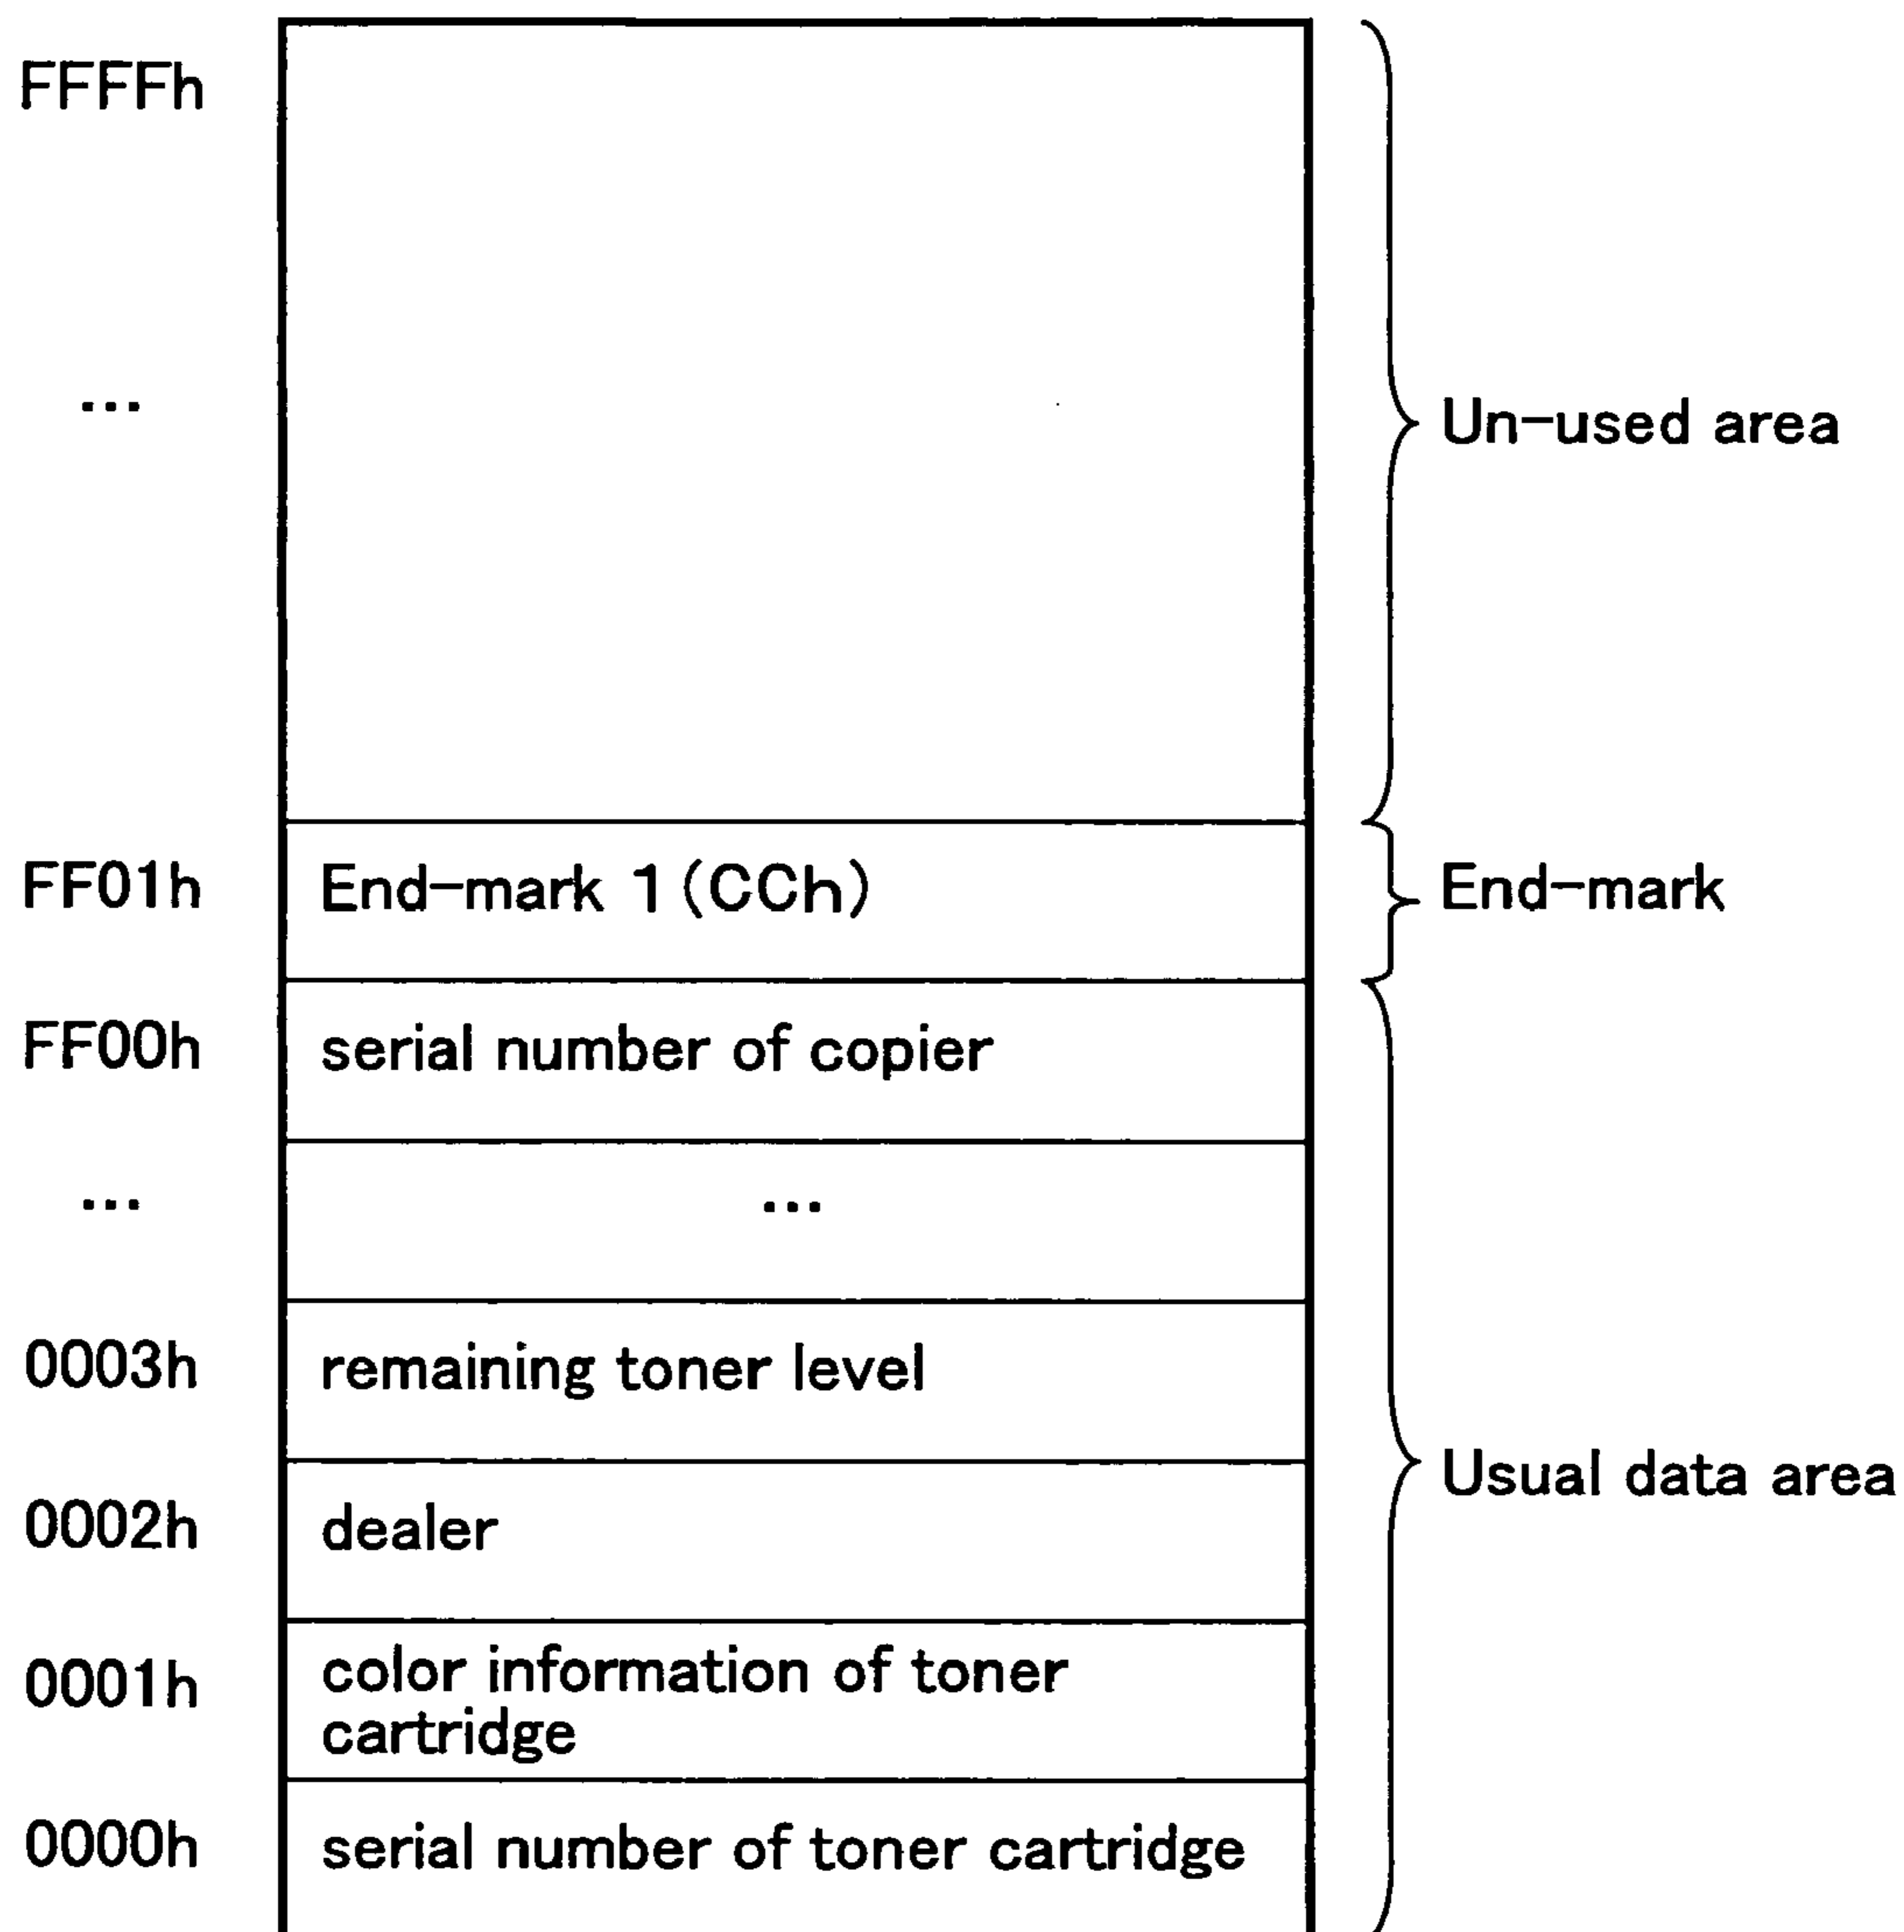 FFFFh
...
Un-used area
FF01h End-mark 1(CCh) End-mark
FF00h serial number of copier
... ...
0003h remaining toner level
Usual data area
0002h dealer
0001h color information of toner
cartridge
0000h serial number of toner cartridge